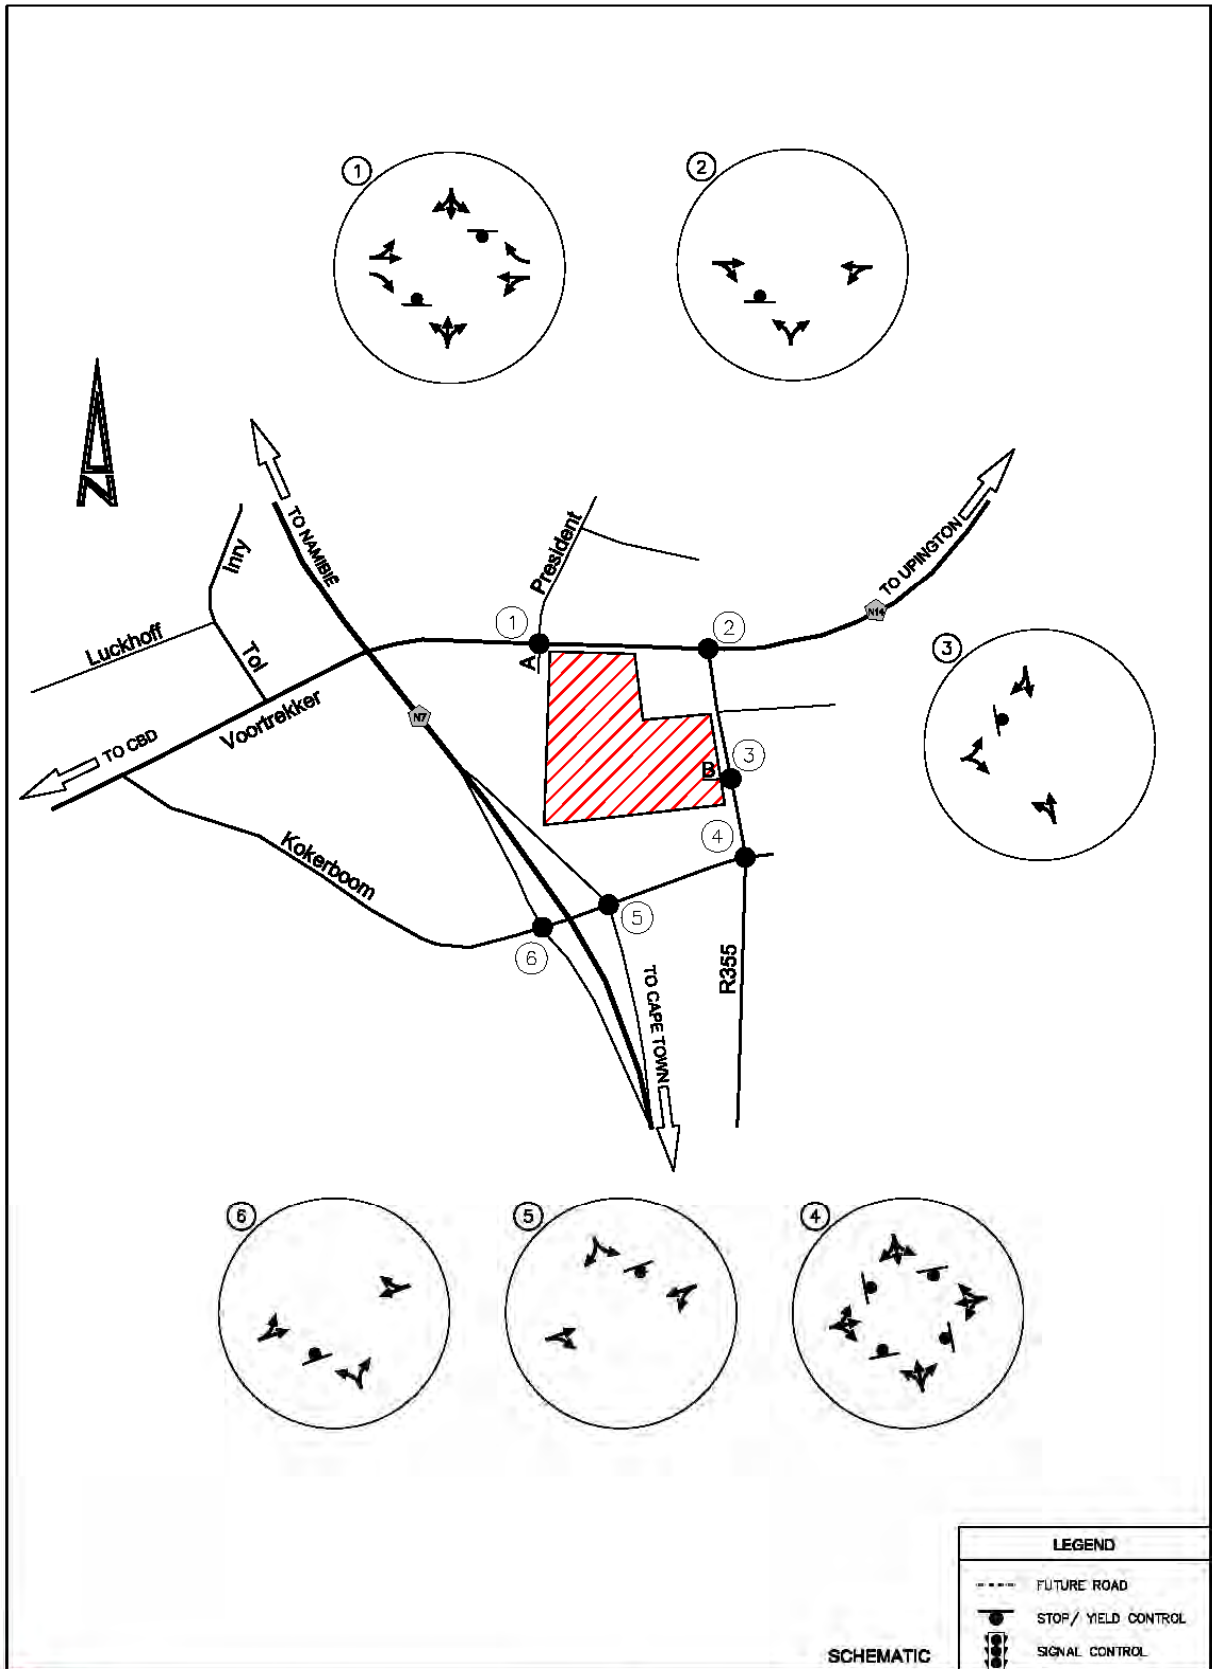 1
2
N
TO NAMIBIË
Inry
President
TO UPINGTON
N14
Luckhoff
Tol
1
2
A
3
Voortrekker
N7
TO CBD
B
3
4
Kokerboom
5
6
TO CAPE TOWN
R355
6
5
4
LEGEND
FUTURE ROAD
STOP/ YIELD CONTROL
SIGNAL CONTROL
SCHEMATIC